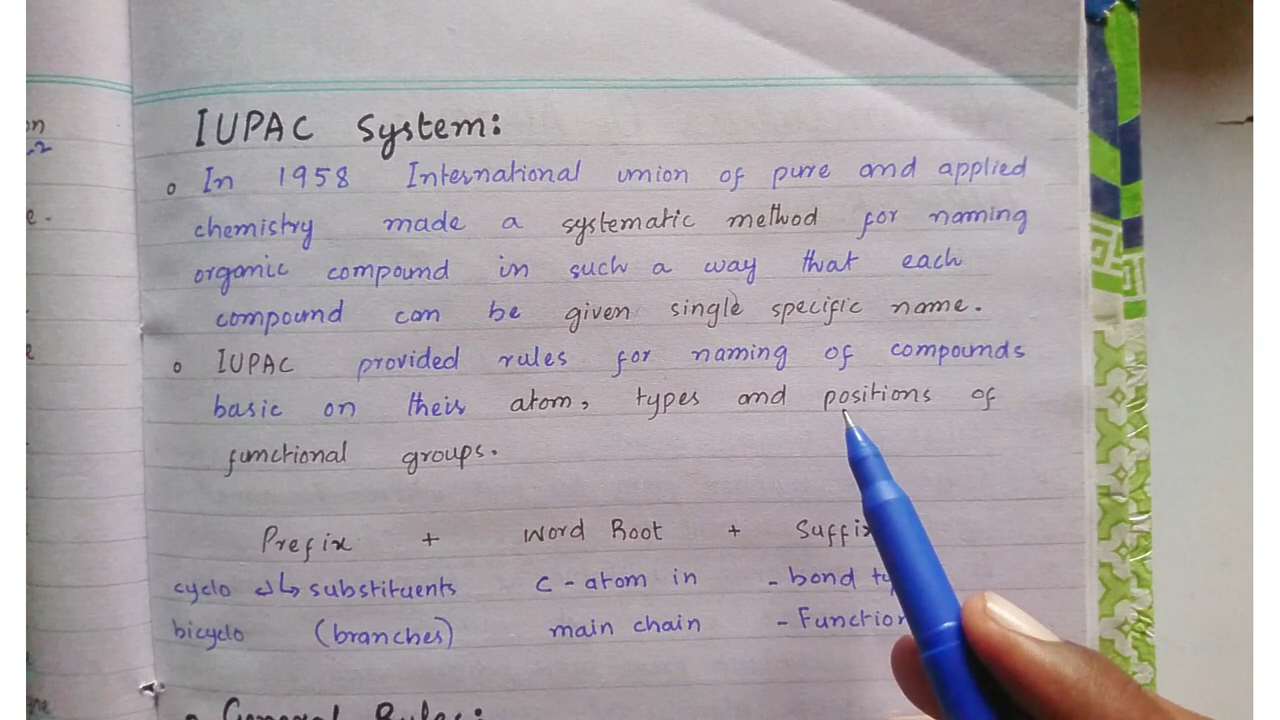 IUPAC System:
o In 1958 International union of pure and applied
chemistry made a systematic method for naming
organic compound in such a way that each
compound can be given single specific name.
o IUPAC provided rules for naming of compounds
basic on their atom, types and positions of
functional groups.
Prefix + Word Root + Suffix
cyclo ↲↳ substituents C - atom in - bond
bicyclo (branches) main chain - Function
General Rules: